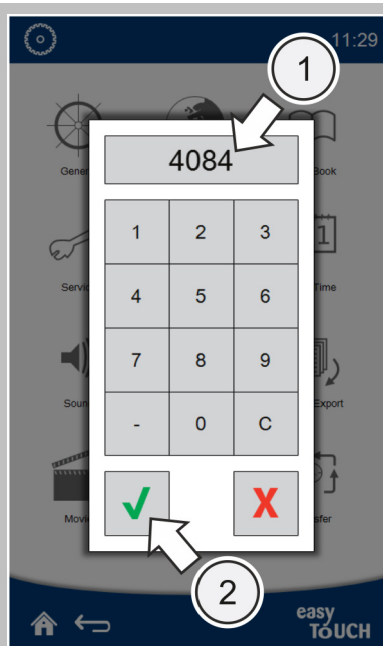 11:29
1
4084
Gener
Book
1 2 3
1
Servic
Time
4 5 6
7 8 9
Soun
Export
- 0 C
Movi
sfer
X
2
easy
TOUCH